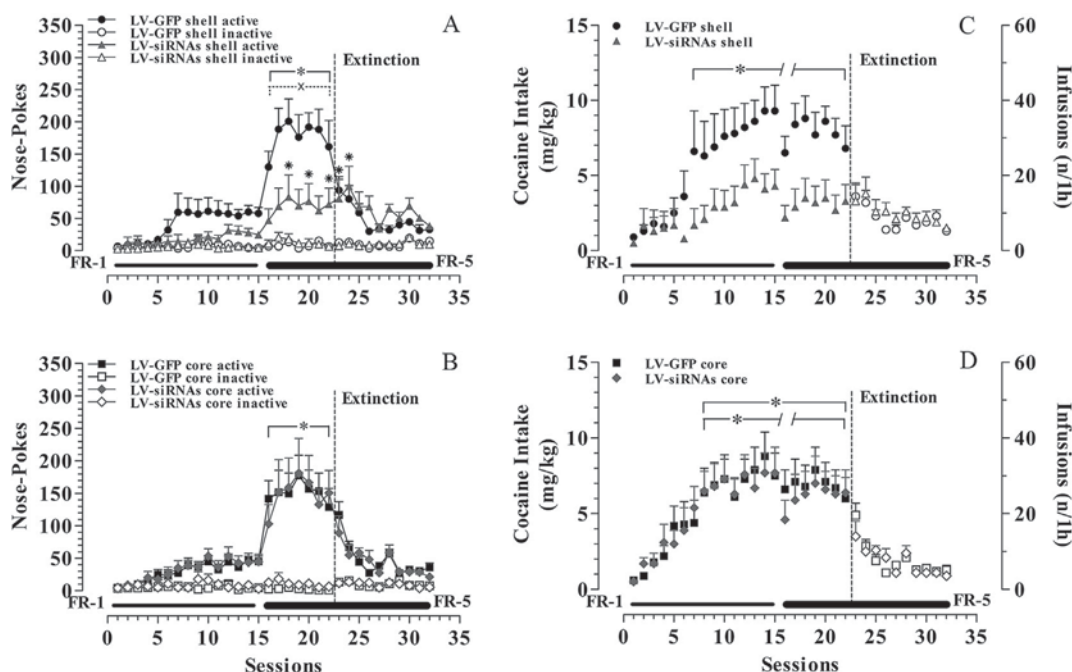 A
LV-GFP shell active
LV-GFP shell inactive
LV-siRNAs shell active
LV-siRNAs shell inactive
Extinction
Nose-Pokes
350
300
250
200
150
100
50
0
*
x
* * * * *
FR-1
FR-5
0 5 10 15 20 25 30 35
C
LV-GFP shell
LV-siRNAs shell
Extinction
Cocaine Intake
(mg/kg)
15
10
5
0
*
Infusions (n/1h)
60
40
20
0
FR-1
FR-5
0 5 10 15 20 25 30 35
B
LV-GFP core active
LV-GFP core inactive
LV-siRNAs core active
LV-siRNAs core inactive
Extinction
Nose-Pokes
350
300
250
200
150
100
50
0
*
FR-1
FR-5
0 5 10 15 20 25 30 35
Sessions
D
LV-GFP core
LV-siRNAs core
Extinction
Cocaine Intake
(mg/kg)
15
10
5
0
*
*
Infusions (n/1h)
60
40
20
0
FR-1
FR-5
0 5 10 15 20 25 30 35
Sessions